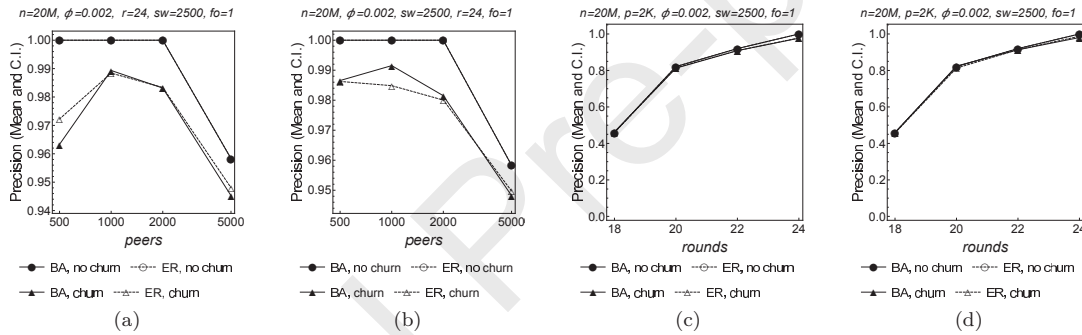 n=20M, ϕ=0.002, r=24, sw=2500, fo=1
Precision (Mean and C.I.)
1.00
0.99
0.98
0.97
0.96
0.95
0.94
500 1000 2000 5000
peers
BA, no churn ER, no churn
BA, churn ER, churn
(a)
n=20M, ϕ=0.002, sw=2500, r=24, fo=1
Precision (Mean and C.I.)
1.00
0.99
0.98
0.97
0.96
0.95
500 1000 2000 5000
peers
BA, no churn ER, no churn
BA, churn ER, churn
(b)
n=20M, p=2K, ϕ=0.002, sw=2500, fo=1
Precision (Mean and C.I.)
1.0
0.8
0.6
0.4
0.2
0.0
18 20 22 24
rounds
BA, no churn ER, no churn
BA, churn ER, churn
(c)
n=20M, p=2K, ϕ=0.002, sw=2500, fo=1
Precision (Mean and C.I.)
1.0
0.8
0.6
0.4
0.2
0.0
18 20 22 24
rounds
BA, no churn ER, no churn
BA, churn ER, churn
(d)
l Pre-p